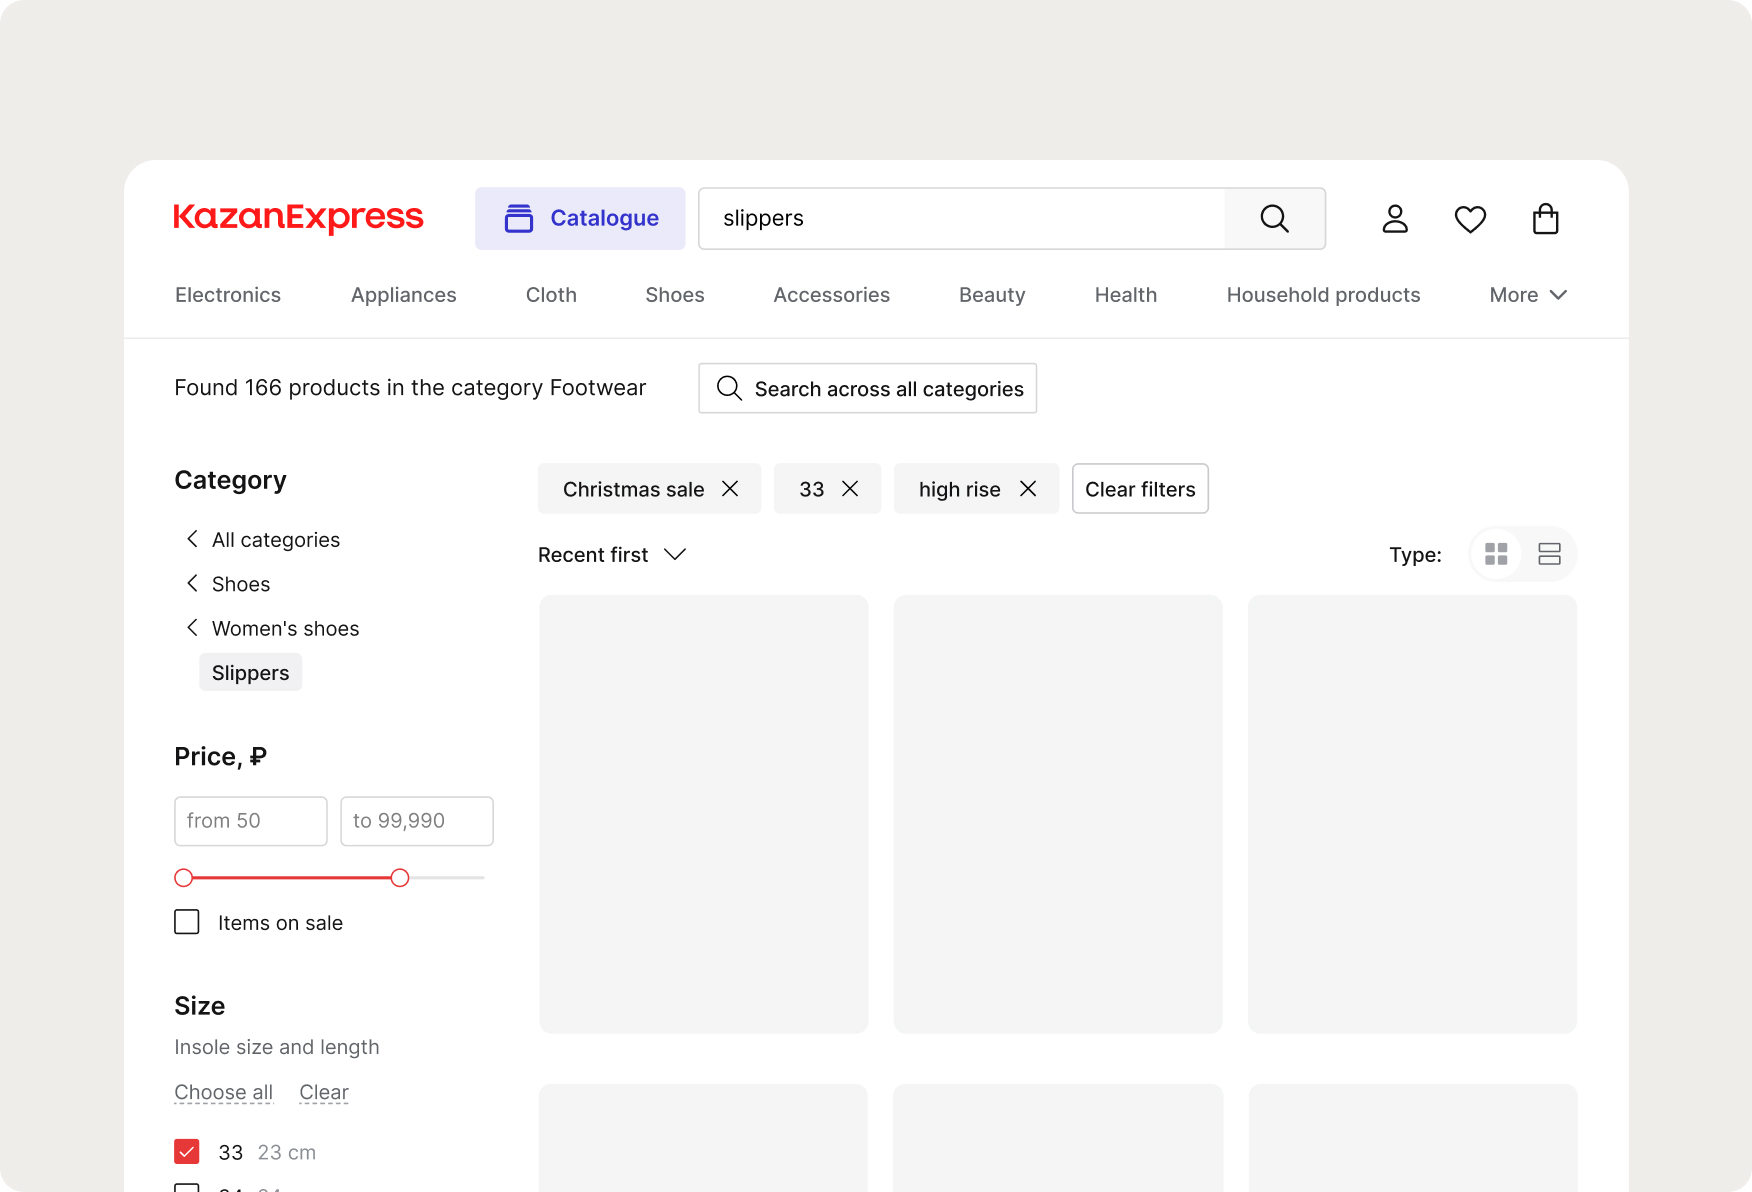 KazanExpress
Catalogue
slippers
Electronics Appliances Cloth Shoes Accessories Beauty Health Household products More
Found 166 products in the category Footwear
Search across all categories
Category
All categories
Shoes
Women's shoes
Slippers
Price, ₽
from 50 to 99,990
Items on sale
Size
Insole size and length
Choose all Clear
33 23 cm
Christmas sale 33 high rise Clear filters
Recent first
Type: